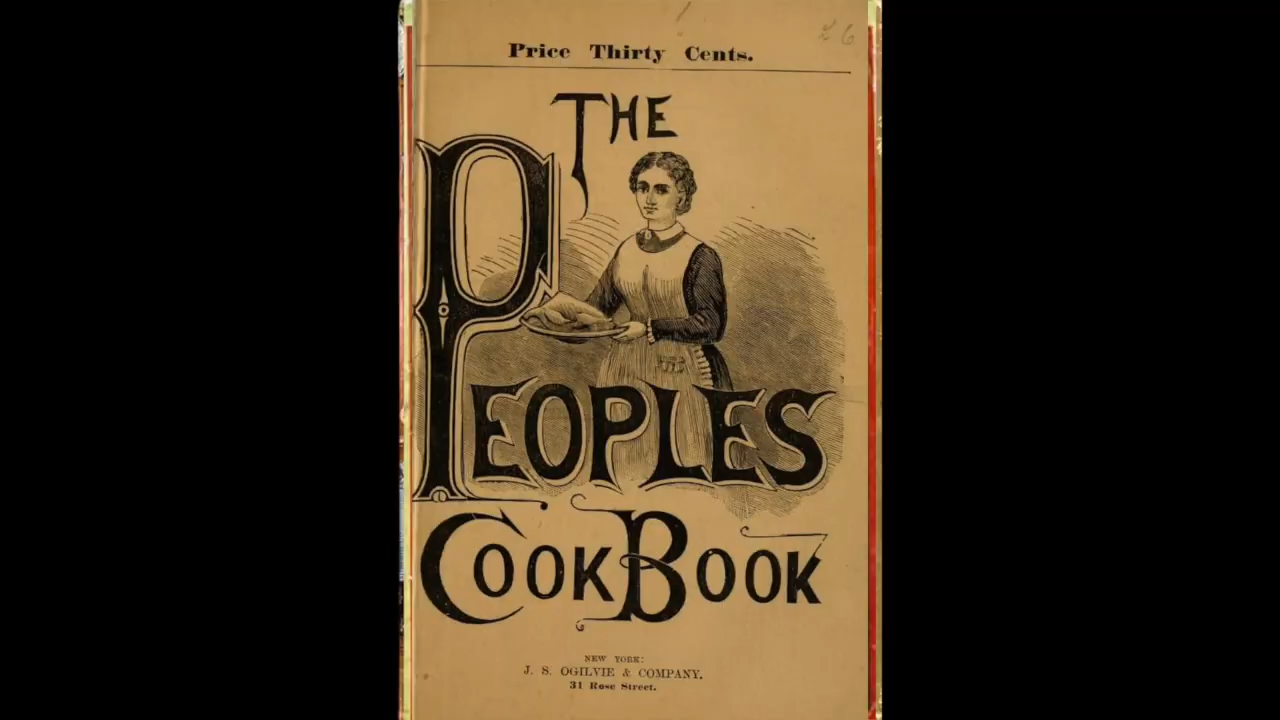 Price Thirty Cents.
THE
PEOPLES
COOK BOOK
NEW YORK:
J. S. OGILVIE & COMPANY,
31 Rose Street.